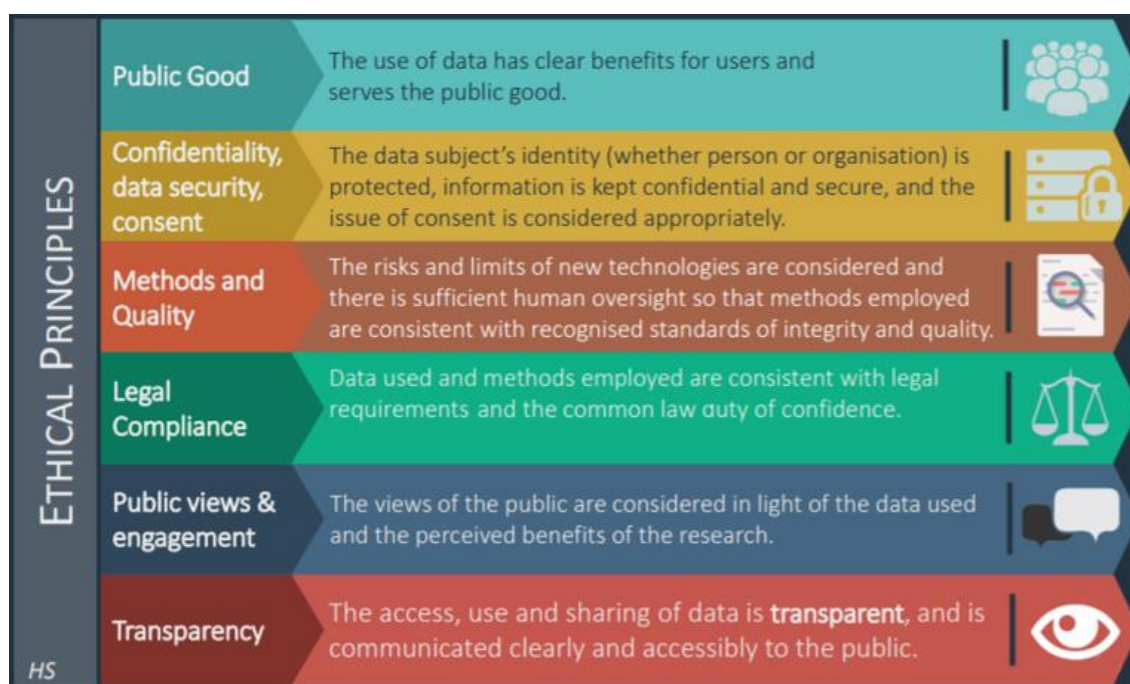 ETHICAL PRINCIPLES
Public Good
The use of data has clear benefits for users and
serves the public good.
Confidentiality,
data security,
consent
The data subject's identity (whether person or organisation) is
protected, information is kept confidential and secure, and the
issue of consent is considered appropriately.
Methods and
Quality
The risks and limits of new technologies are considered and
there is sufficient human oversight so that methods employed
are consistent with recognised standards of integrity and quality.
Legal
Compliance
Data used and methods employed are consistent with legal
requirements and the common law duty of confidence.
Public views &
engagement
The views of the public are considered in light of the data used
and the perceived benefits of the research.
Transparency
The access, use and sharing of data is transparent, and is
communicated clearly and accessibly to the public.
HS